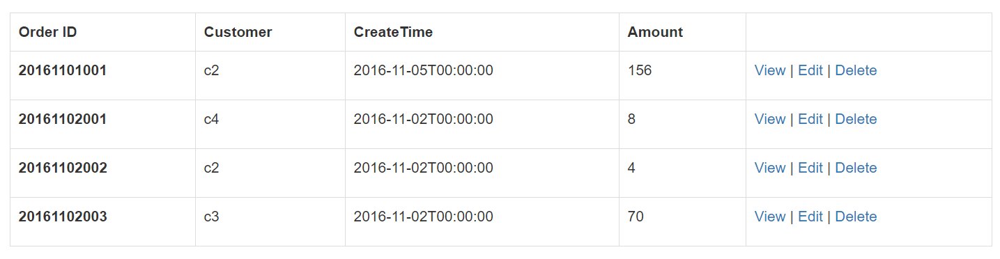 Order ID Customer CreateTime Amount
20161101001 c2 2016-11-05T00:00:00 156 View | Edit | Delete
20161102001 c4 2016-11-02T00:00:00 8 View | Edit | Delete
20161102002 c2 2016-11-02T00:00:00 4 View | Edit | Delete
20161102003 c3 2016-11-02T00:00:00 70 View | Edit | Delete